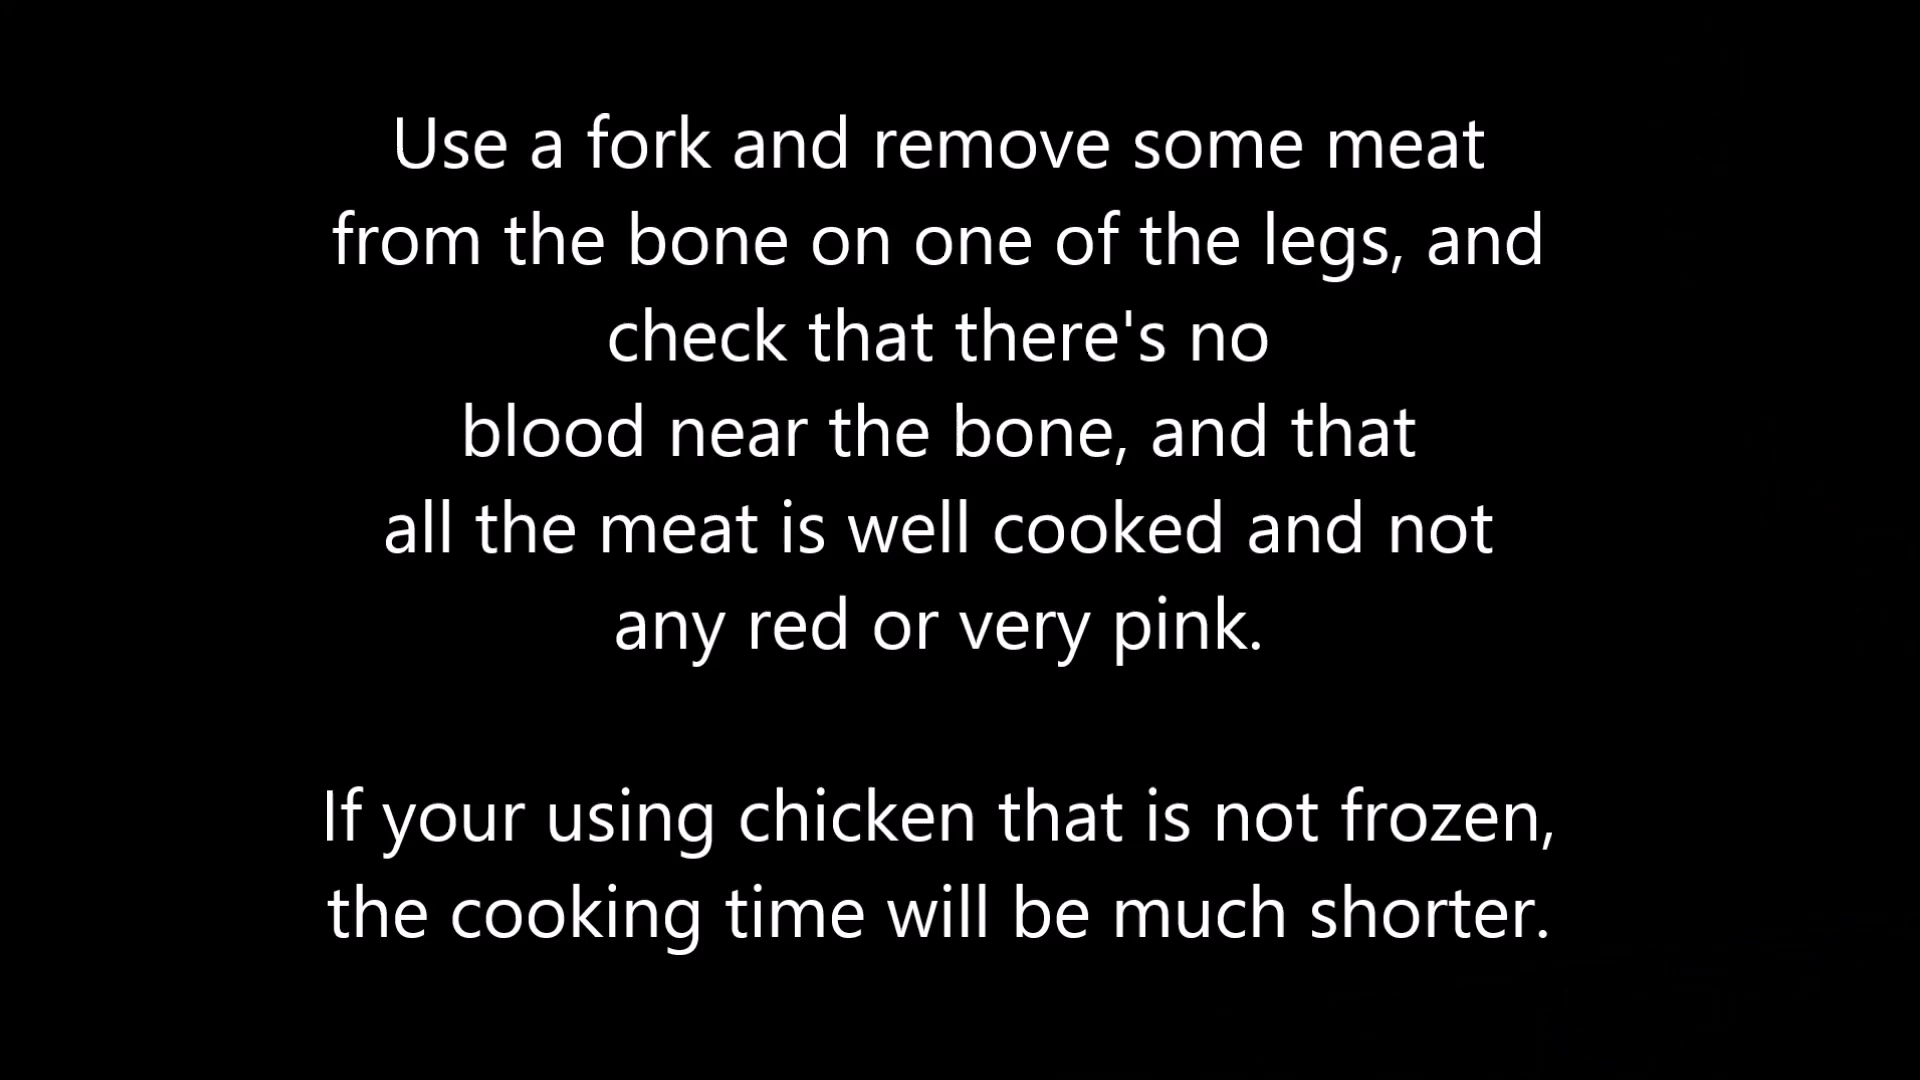 Use a fork and remove some meat
from the bone on one of the legs, and
check that there's no
blood near the bone, and that
all the meat is well cooked and not
any red or very pink.
If your using chicken that is not frozen,
the cooking time will be much shorter.